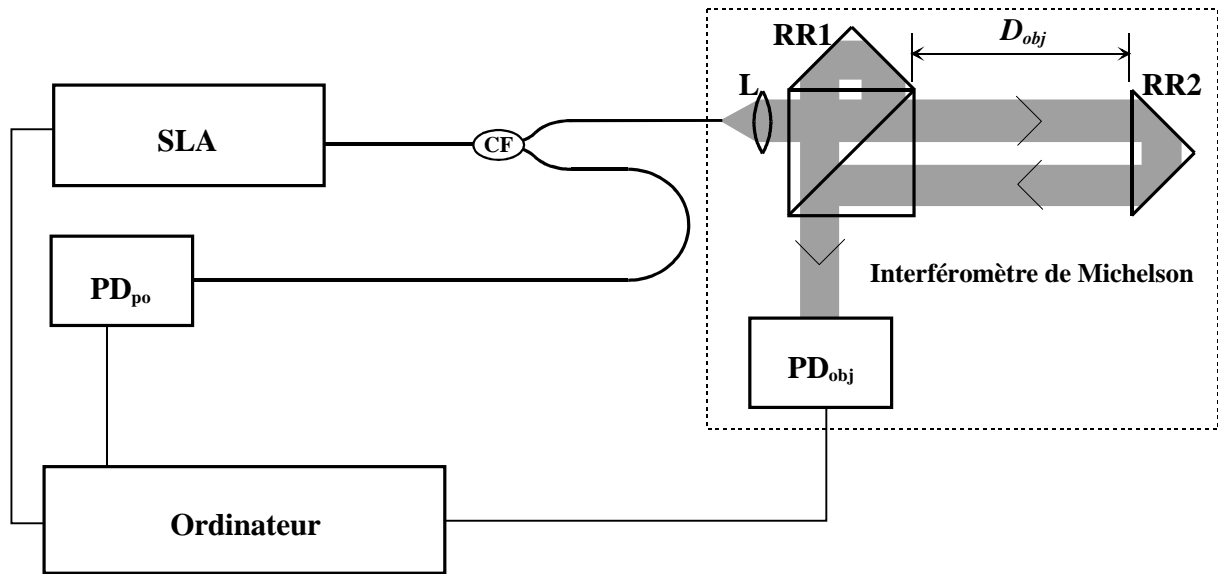 RR1
D_obj
RR2
L
SLA
CF
PD_po
Interféromètre de Michelson
PD_obj
Ordinateur